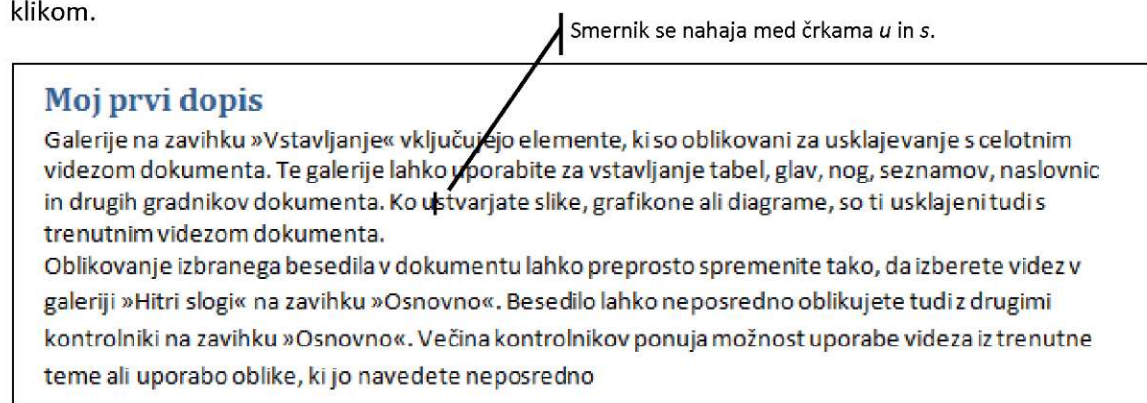 klikom.
Smernik se nahaja med črkama u in s.
Moj prvi dopis
Galerije na zavihku »Vstavljanje« vključujejo elemente, ki so oblikovani za usklajevanje s celotnim
videzom dokumenta. Te galerije lahko uporabite za vstavljanje tabel, glav, nog, seznamov, naslovnic
in drugih gradnikov dokumenta. Ko ustvarjate slike, grafikone ali diagrame, so ti usklajeni tudi s
trenutnim videzom dokumenta.
Oblikovanje izbranega besedila v dokumentu lahko preprosto spremenite tako, da izberete videz v
galeriji »Hitri slogi« na zavihku »Osnovno«. Besedilo lahko neposredno oblikujete tudi z drugimi
kontrolniki na zavihku »Osnovno«. Večina kontrolnikov ponuja možnost uporabe videza iz trenutne
teme ali uporabo oblike, ki jo navedete neposredno